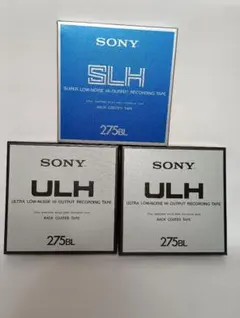 SONY
SLH
SUPER LOW-NOISE HI-OUTPUT RECORDING TAPE
BACK COATED TAPE
275BL
SONY
ULH
ULTRA LOW-NOISE HI-OUTPUT RECORDING TAPE
BACK COATED TAPE
275BL
SONY
ULH
ULTRA LOW-NOISE HI-OUTPUT RECORDING TAPE
BACK COATED TAPE
275BL